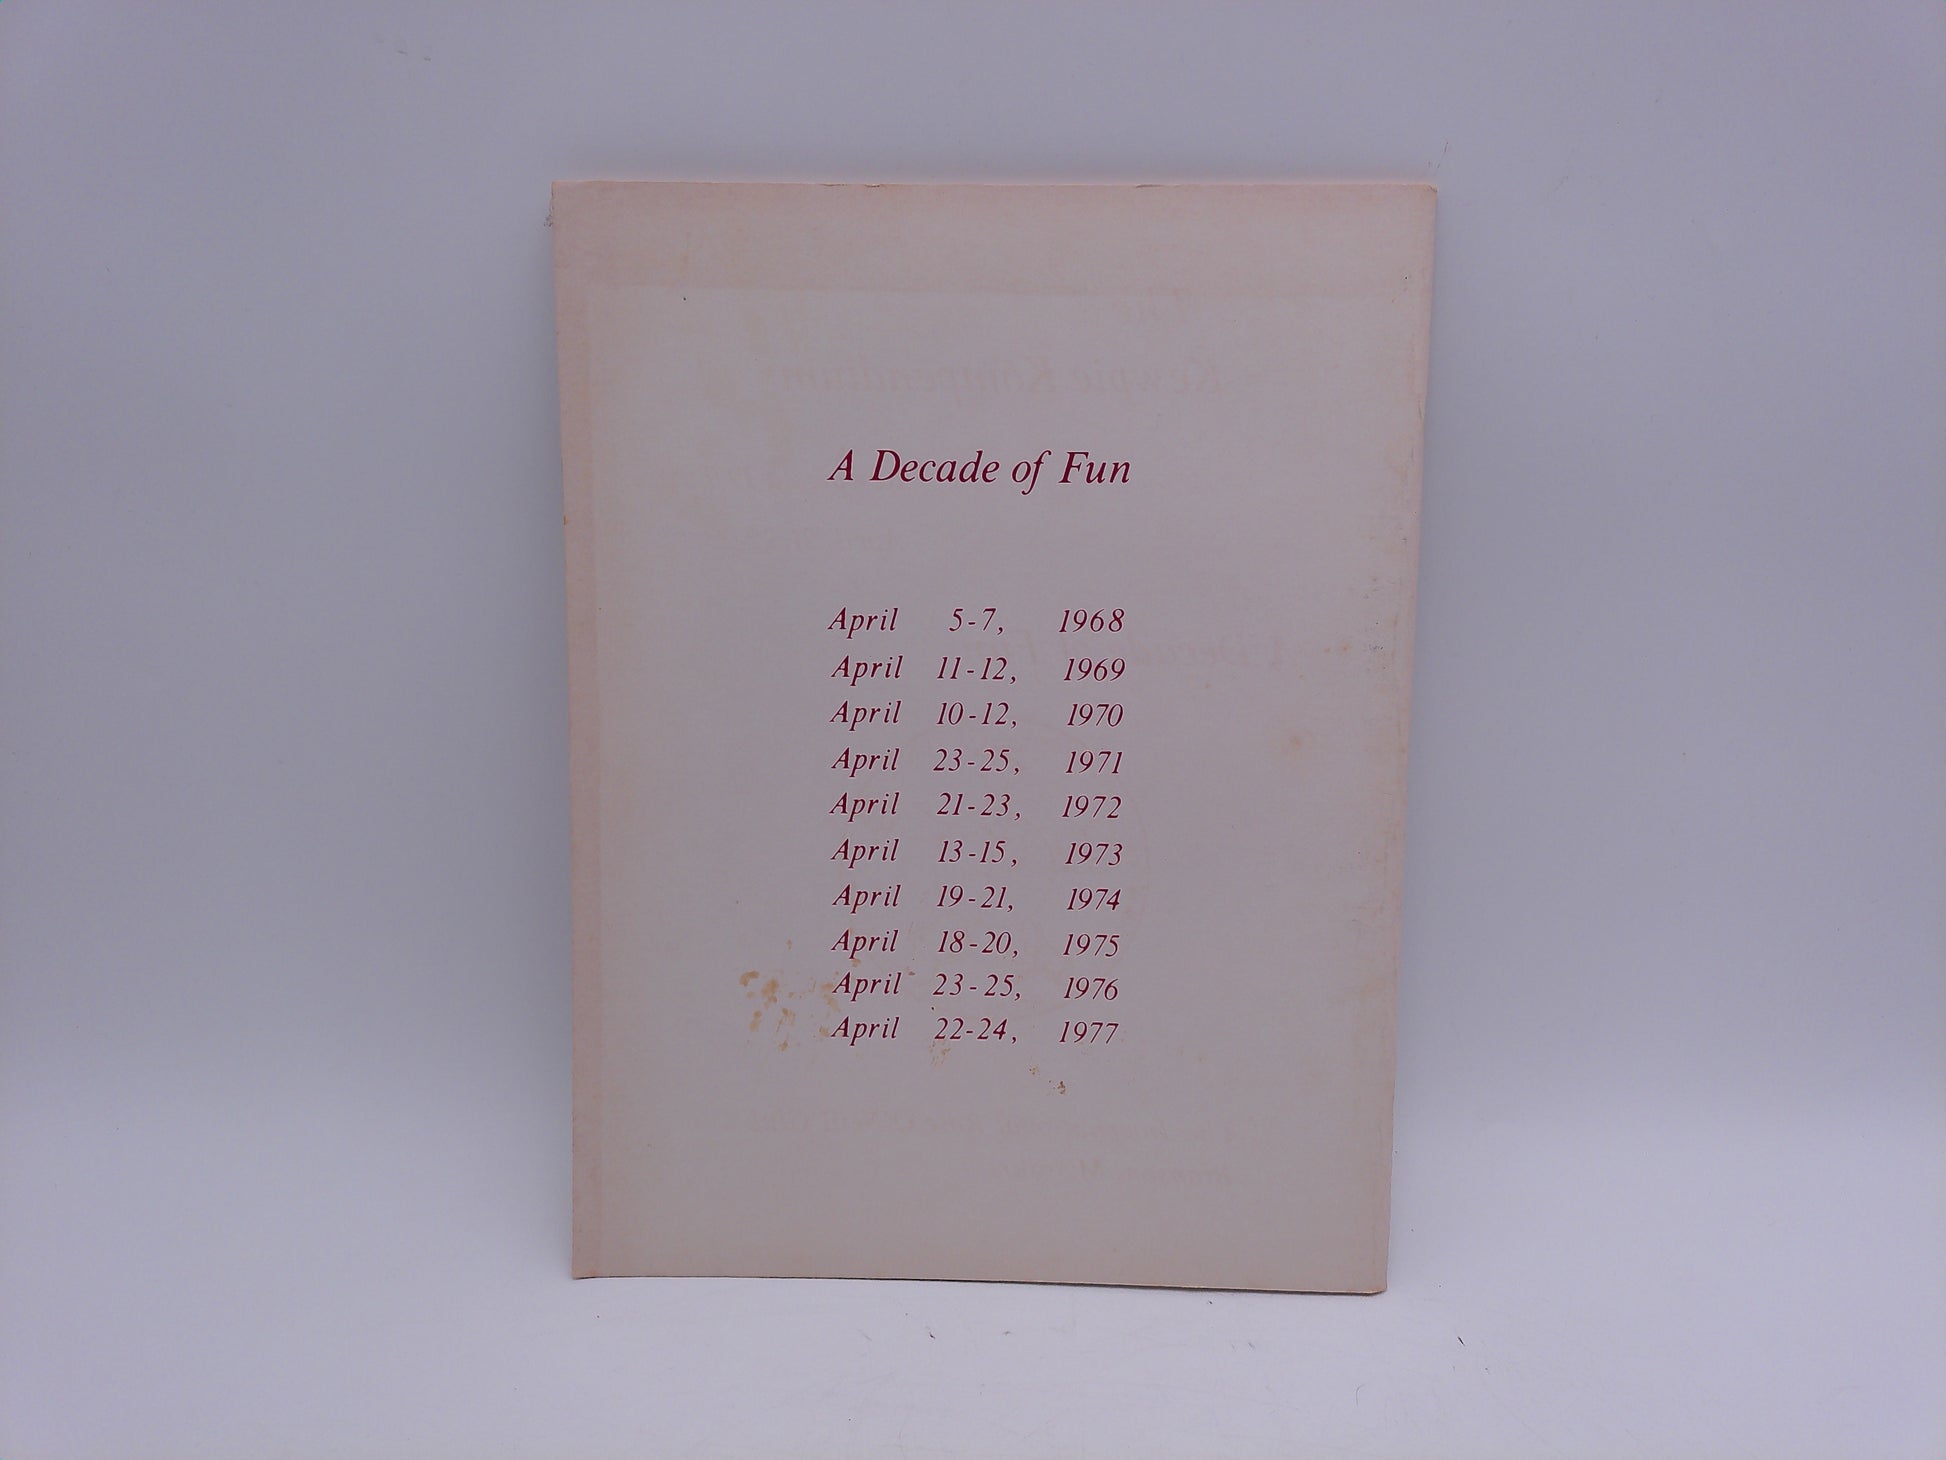 A Decade of Fun
April 5-7, 1968
April 11-12, 1969
April 10-12, 1970
April 23-25, 1971
April 21-23, 1972
April 13-15, 1973
April 19-21, 1974
April 18-20, 1975
April 23-25, 1976
April 22-24, 1977